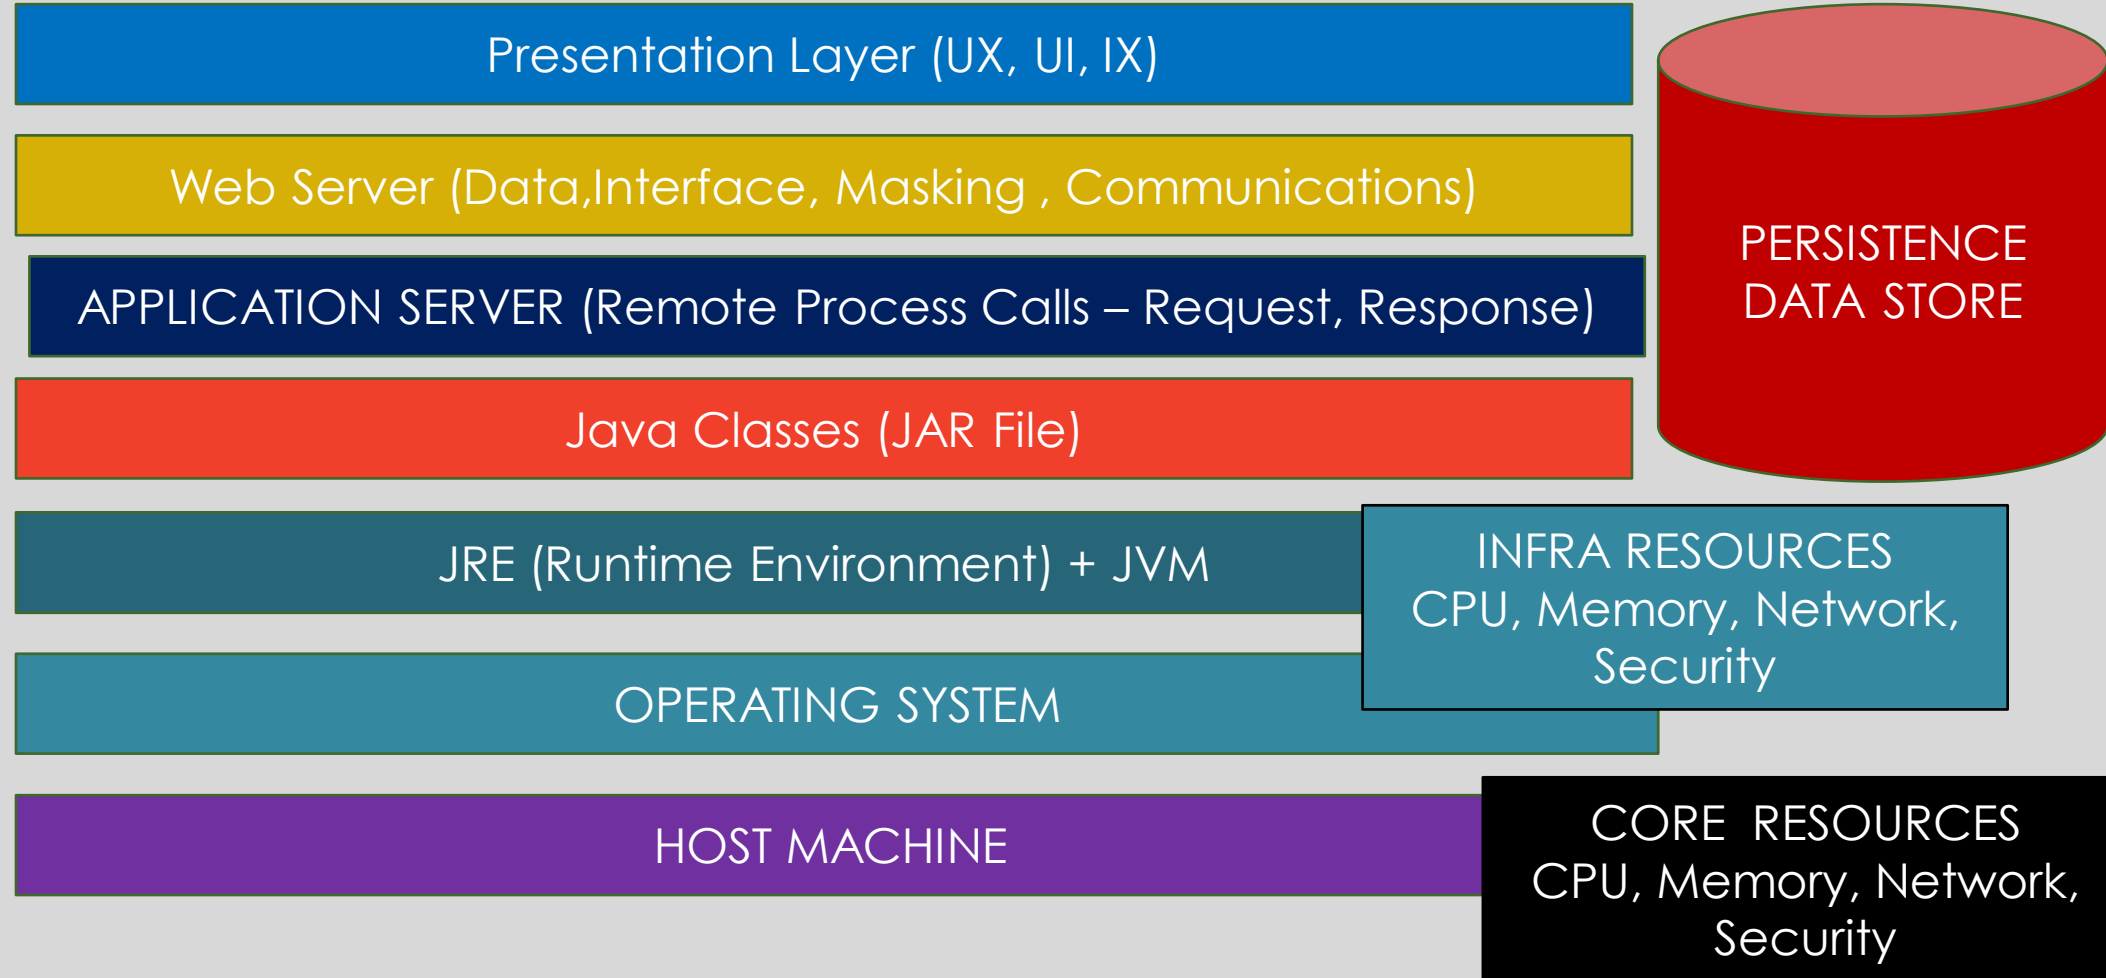 Presentation Layer (UX, UI, IX)
Web Server (Data,Interface, Masking , Communications)
APPLICATION SERVER (Remote Process Calls – Request, Response)
Java Classes (JAR File)
PERSISTENCE
DATA STORE
JRE (Runtime Environment) + JVM
INFRA RESOURCES
CPU, Memory, Network,
Security
OPERATING SYSTEM
HOST MACHINE
CORE  RESOURCES
CPU, Memory, Network,
Security